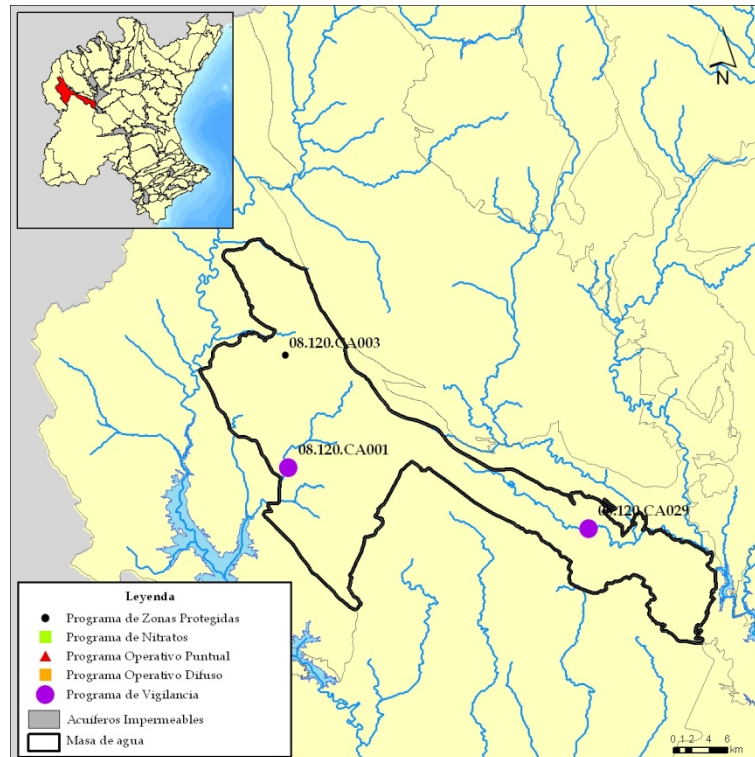 N
08.120.CA003
08.120.CA001
08.120.CA029
Leyenda
Programa de Zonas Protegidas
Programa de Nitratos
Programa Operativo Puntual
Programa Operativo Difuso
Programa de Vigilancia
Acuíferos Impermeables
Masa de agua
0 1 2 4 6
km